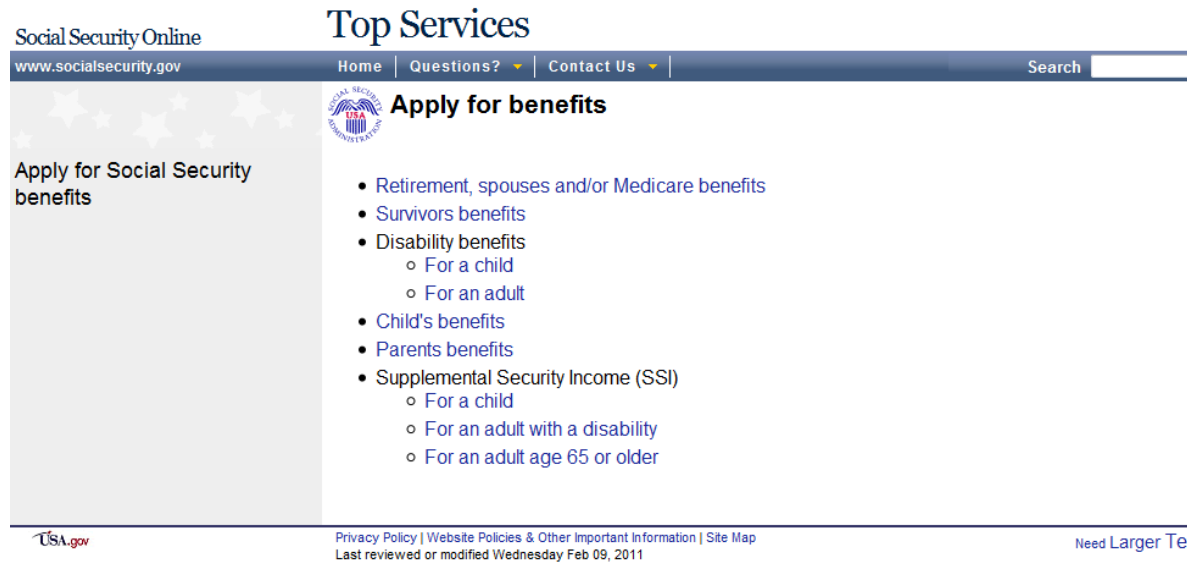 Social Security Online
Top Services
www.socialsecurity.gov
Home | Questions? | Contact Us |
Search
SOCIAL SECURITY ADMINISTRATION
USA
Apply for benefits
Apply for Social Security
benefits
• Retirement, spouses and/or Medicare benefits
• Survivors benefits
• Disability benefits
○ For a child
○ For an adult
• Child's benefits
• Parents benefits
• Supplemental Security Income (SSI)
○ For a child
○ For an adult with a disability
○ For an adult age 65 or older
USA.gov
Privacy Policy | Website Policies & Other Important Information | Site Map
Last reviewed or modified Wednesday Feb 09, 2011
Need Larger Te